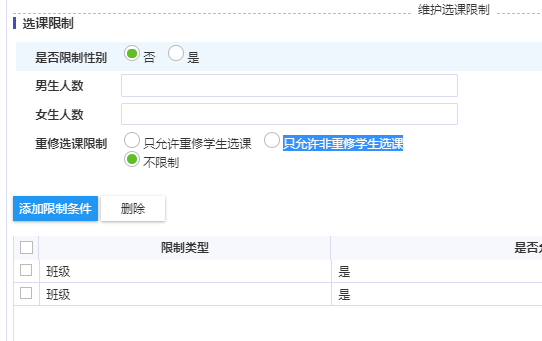 维护选课限制
选课限制
是否限制性别 否 是
男生人数
女生人数
重修选课限制 只允许重修学生选课 只允许非重修学生选课
不限制
添加限制条件 删除
限制类型 是否
班级 是
班级 是